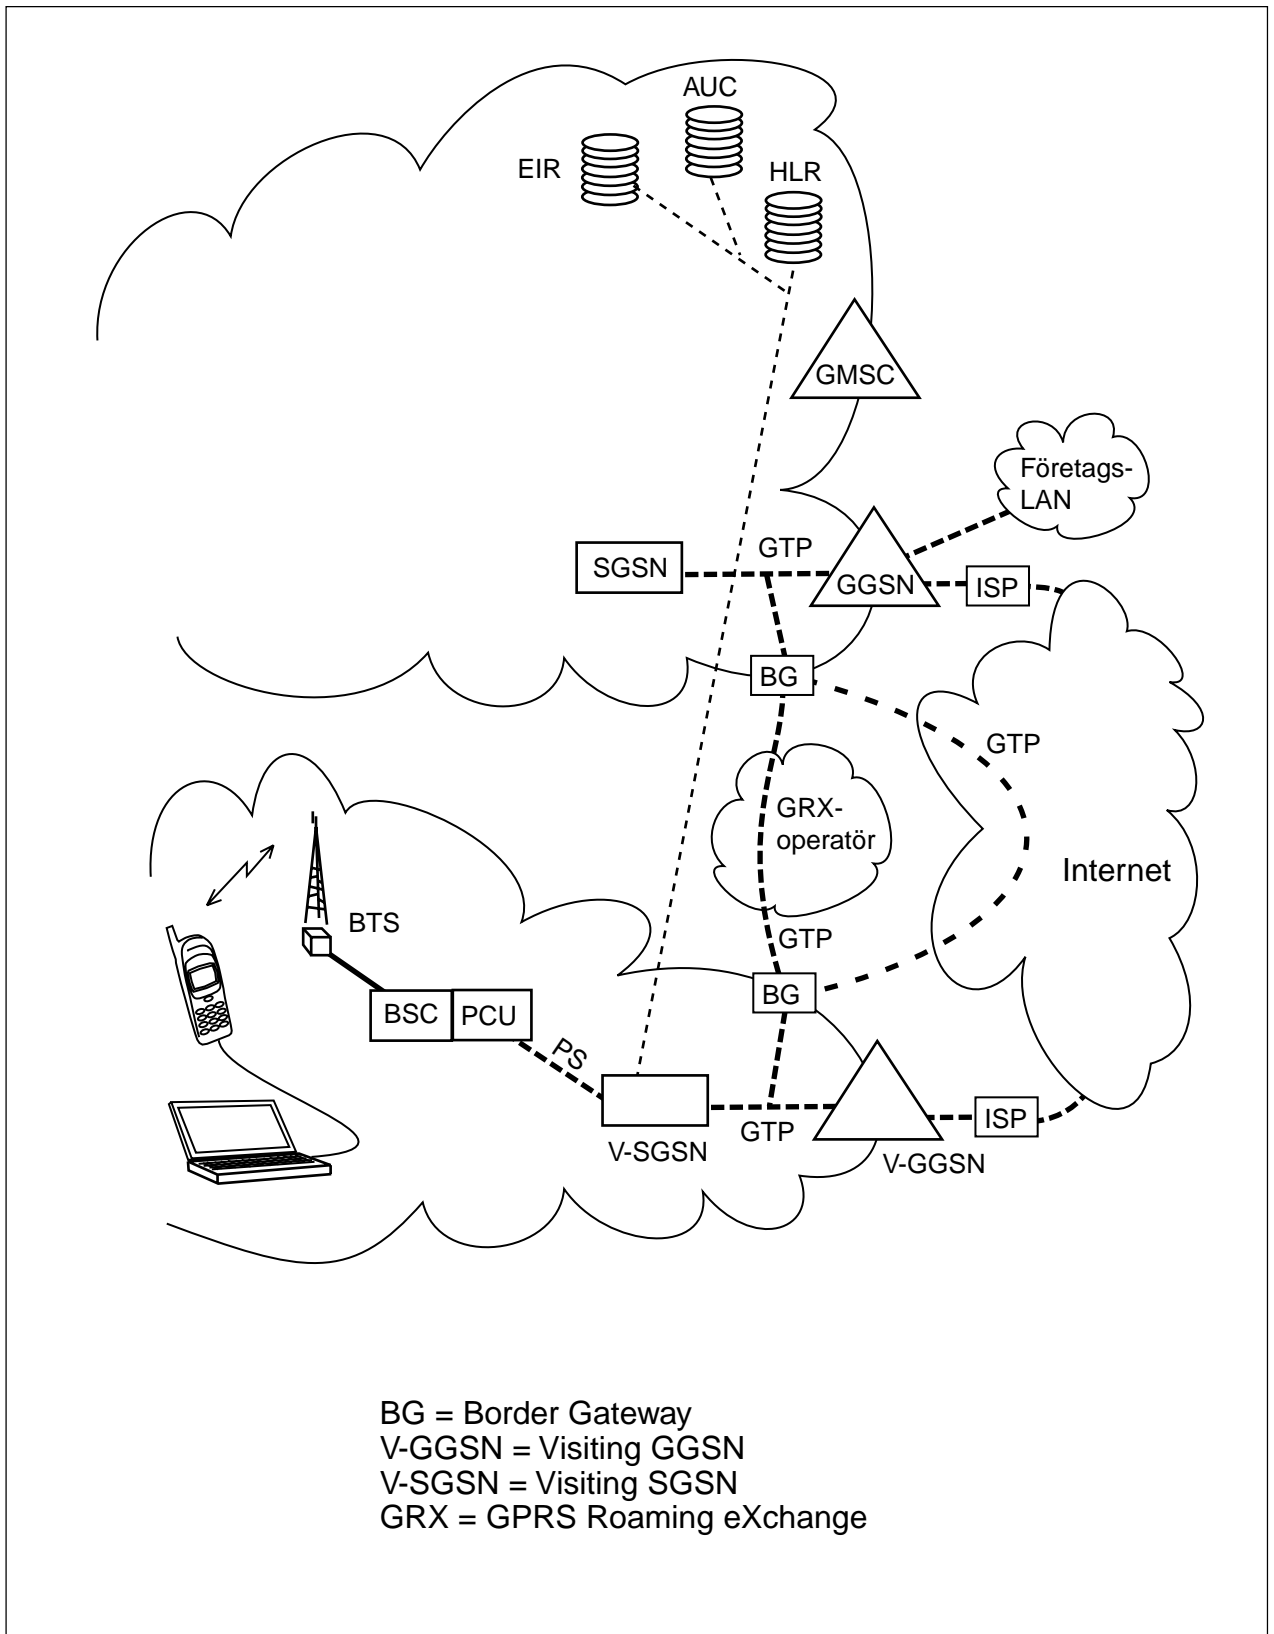 AUC
EIR
HLR
GMSC
Företags-
LAN
GTP
SGSN
GGSN
ISP
BG
GTP
GRX-
operatör
Internet
BTS
GTP
BG
BSC
PCU
PS
ISP
GTP
V-SGSN
V-GGSN
BG = Border Gateway
V-GGSN = Visiting GGSN
V-SGSN = Visiting SGSN
GRX = GPRS Roaming eXchange